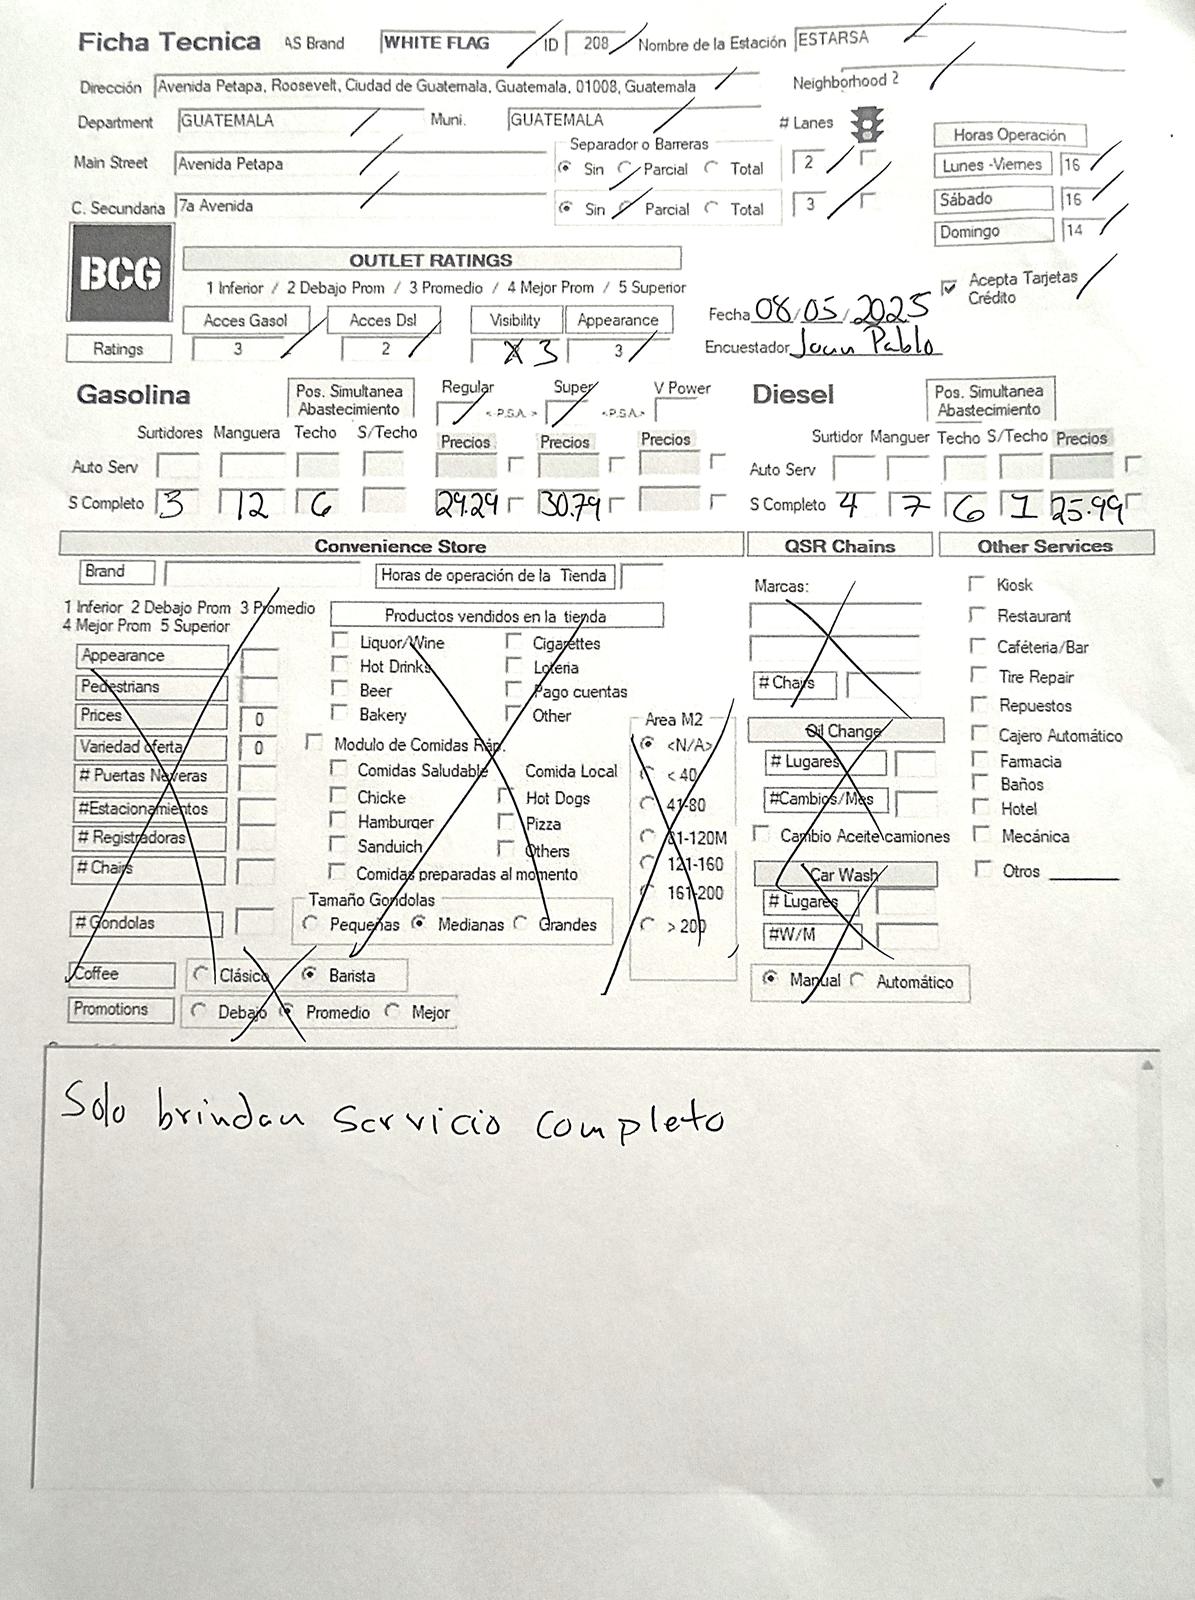 Ficha Tecnica AS Brand WHITE FLAG ID 208 Nombre de la Estación ESTARSA
Dirección Avenida Petapa, Roosevelt, Ciudad de Guatemala, Guatemala, 01008, Guatemala Neighborhood 2
Department GUATEMALA Muni. GUATEMALA # Lanes Horas Operación
Separador o Barreras
Main Street Avenida Petapa Sin Parcial Total 2 Lunes -Viernes 16
C. Secundaria 7a Avenida Sin Parcial Total 3 Sábado 16
Domingo 14
BCG
OUTLET RATINGS
1 Inferior / 2 Debajo Prom / 3 Promedio / 4 Mejor Prom / 5 Superior
Acepta Tarjetas
Crédito
Acces Gasol Acces Dsl Visibility Appearance Fecha 08/05/2025
Ratings 3 2 3 3 Encuestador Juan Pablo
Gasolina Pos. Simultanea Abastecimiento Regular <.P.S.A.> Super <.P.S.A.> V Power Diesel Pos. Simultanea Abastecimiento
Surtidores Manguera Techo S/Techo Precios Precios Precios Surtidor Manguer Techo S/Techo Precios
Auto Serv Auto Serv
S Completo 3 12 6 29.29 30.79 S Completo 4 7 6 1 25.99
Convenience Store QSR Chains Other Services
Brand Horas de operación de la Tienda Marcas: Kiosk
1 Inferior 2 Debajo Prom 3 Promedio
4 Mejor Prom 5 Superior
Productos vendidos en la tienda Restaurant
Appearance Liquor/Wine Cigarettes Caféteria/Bar
Pedestrians Hot Drinks Loteria # Chairs Tire Repair
Prices 0 Beer Pago cuentas Repuestos
Bakery Other Area M2 Oil Change Cajero Automático
Variedad oferta 0 Modulo de Comidas Ráp. <N/A> # Lugares Farmacia
# Puertas Neveras Comidas Saludable Comida Local < 40 Baños
#Estacionamientos Chicke Hot Dogs 41-80 #Cambios/Mes Hotel
# Registradoras Hamburger Pizza 81-120M Cambio Aceite camiones Mecánica
# Chairs Sanduich Others 121-160 Car Wash Otros
Comidas preparadas al momento 161-200 # Lugares
Tamaño Gondolas
# Gondolas Pequeñas Medianas Grandes > 200 #W/M
Coffee Clásico Barista Manual Automático
Promotions Debajo Promedio Mejor
Solo brindan servicio completo